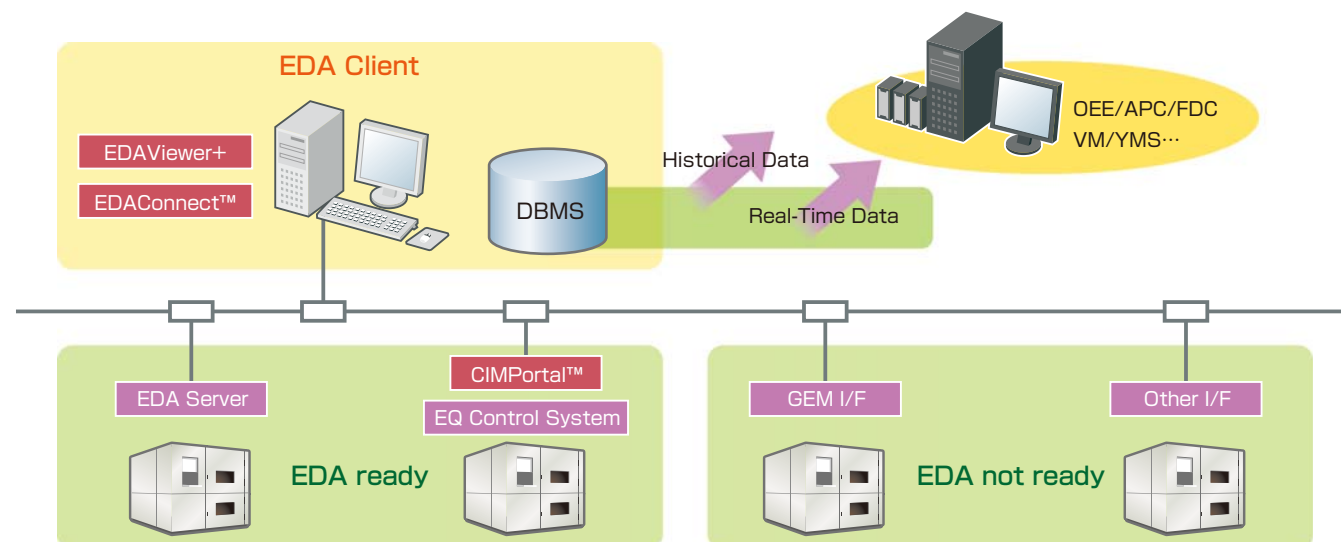 EDA Client
EDAViewer+
EDAConnect™
DBMS
Historical Data
Real-Time Data
OEE/APC/FDC
VM/YMS…
EDA Server
CIMPortal™
EQ Control System
EDA ready
GEM I/F
Other I/F
EDA not ready